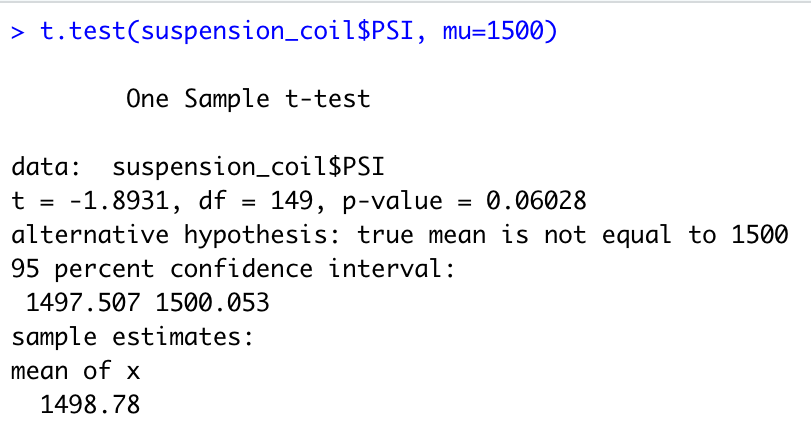 > t.test(suspension_coil$PSI, mu=1500)
One Sample t-test
data:  suspension_coil$PSI
t = -1.8931, df = 149, p-value = 0.06028
alternative hypothesis: true mean is not equal to 1500
95 percent confidence interval:
1497.507 1500.053
sample estimates:
mean of x
1498.78